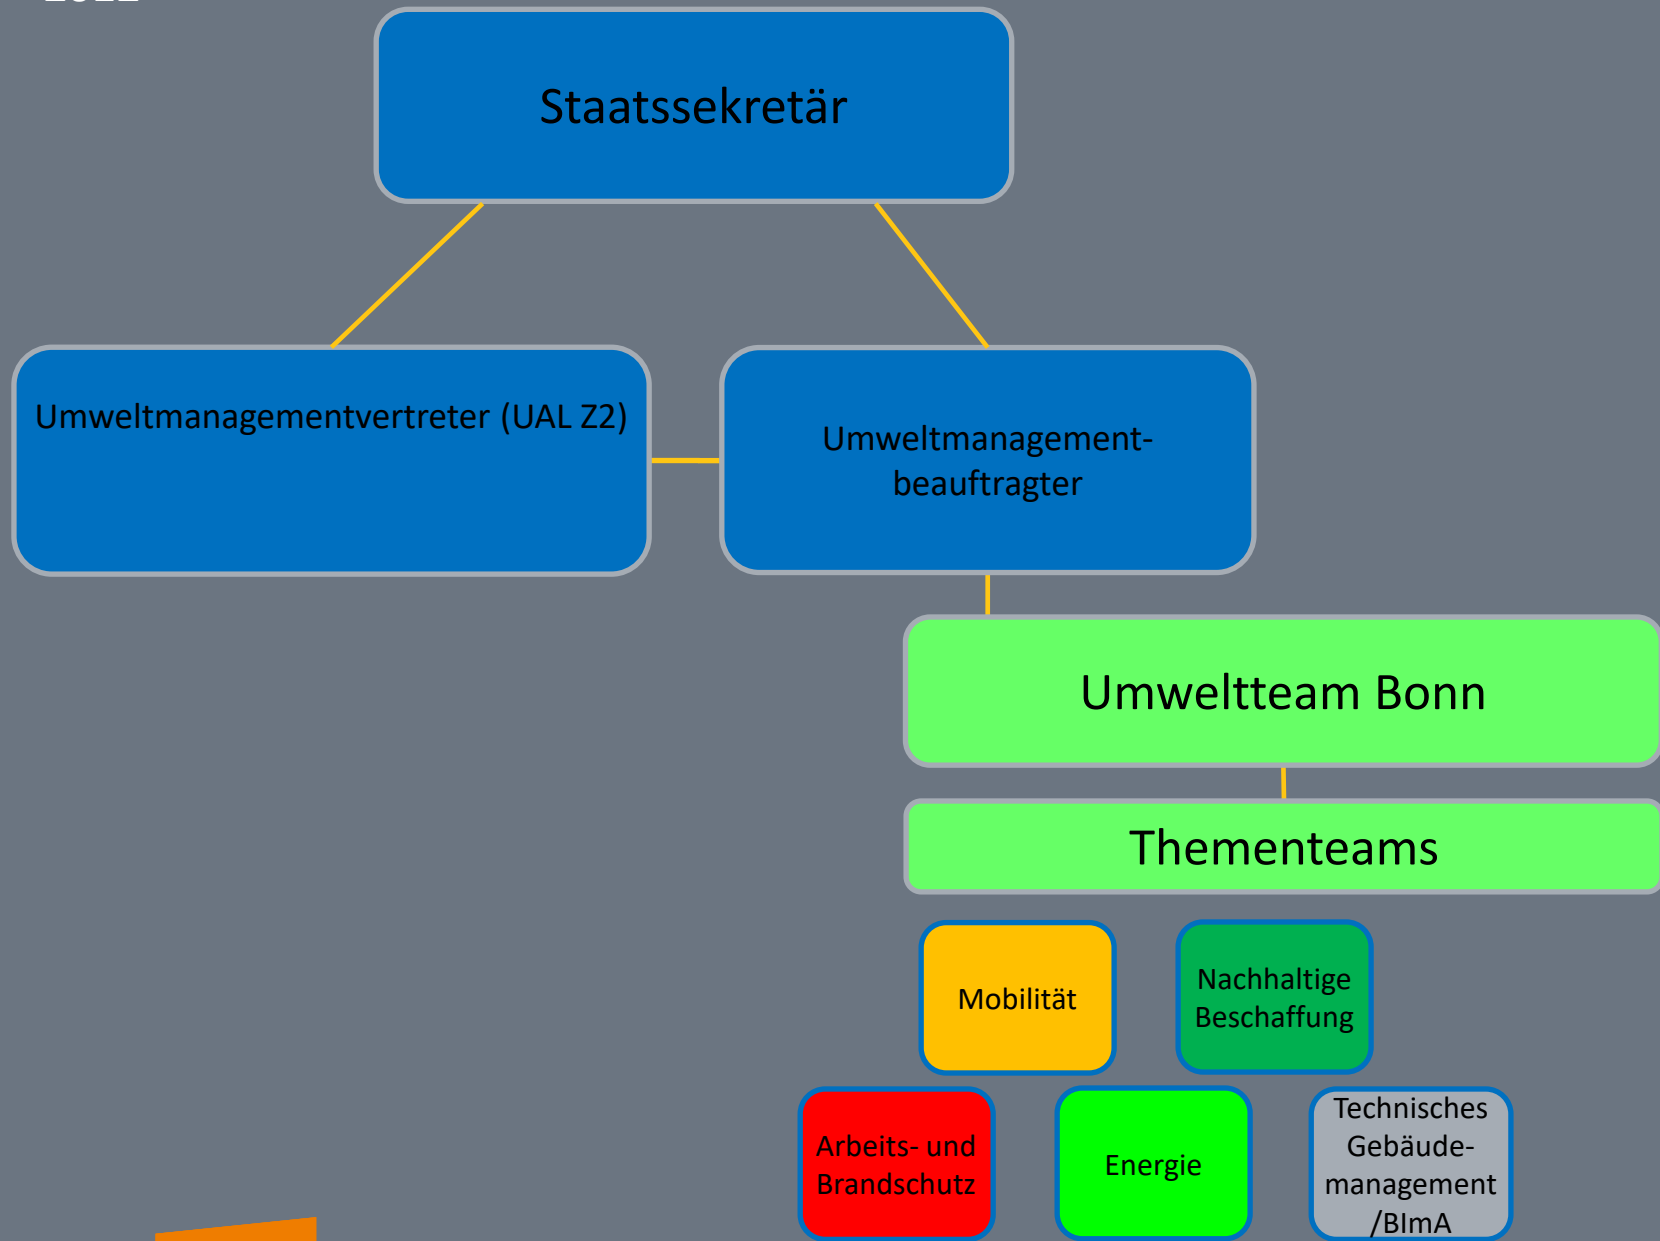 Staatssekretär
Umweltmanagementvertreter (UAL Z2)
Umweltmanagement-
beauftragter
Umweltteam Bonn
Thementeams
Mobilität
Nachhaltige
Beschaffung
Arbeits- und
Brandschutz
Energie
Technisches
Gebäude-
management
/BImA